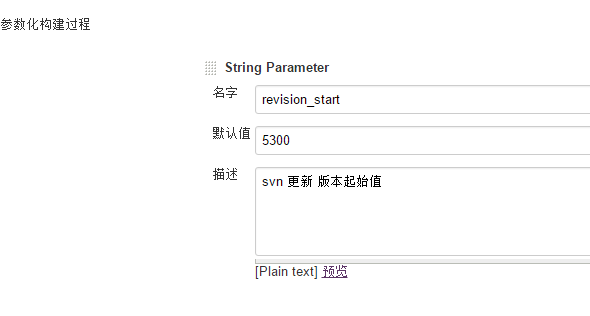 参数化构建过程
String Parameter
名字
revision_start
默认值
5300
描述
svn 更新 版本起始值
[Plain text] 预览